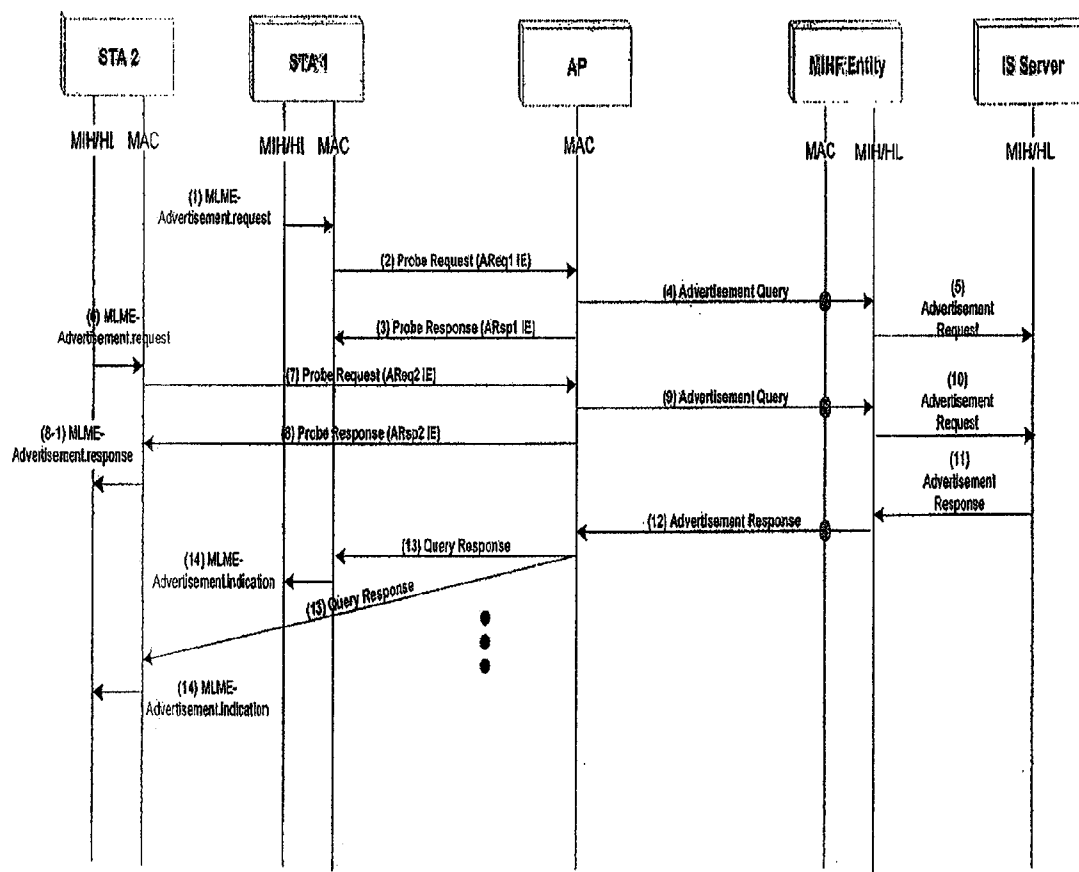 STA 2
STA 1
AP
MIHF Entity
IS Server
MIH/HL MAC
MIH/HL MAC
MAC
MAC MIH/HL
MIH/HL
(1) MLME-
Advertisement.request
(2) Probe Request (AReq1 IE)
(4) Advertisement Query
(5)
Advertisement
Request
(3) Probe Response (ARsp1 IE)
(6) MLME-
Advertisement.request
(7) Probe Request (AReq2 IE)
(9) Advertisement Query
(10)
Advertisement
Request
(8-1) MLME-
Advertisement.response
(8) Probe Response (ARsp2 IE)
(11)
Advertisement
Response
(12) Advertisement Response
(13) Query Response
(14) MLME-
Advertisement.indication
(13) Query Response
(14) MLME-
Advertisement.indication